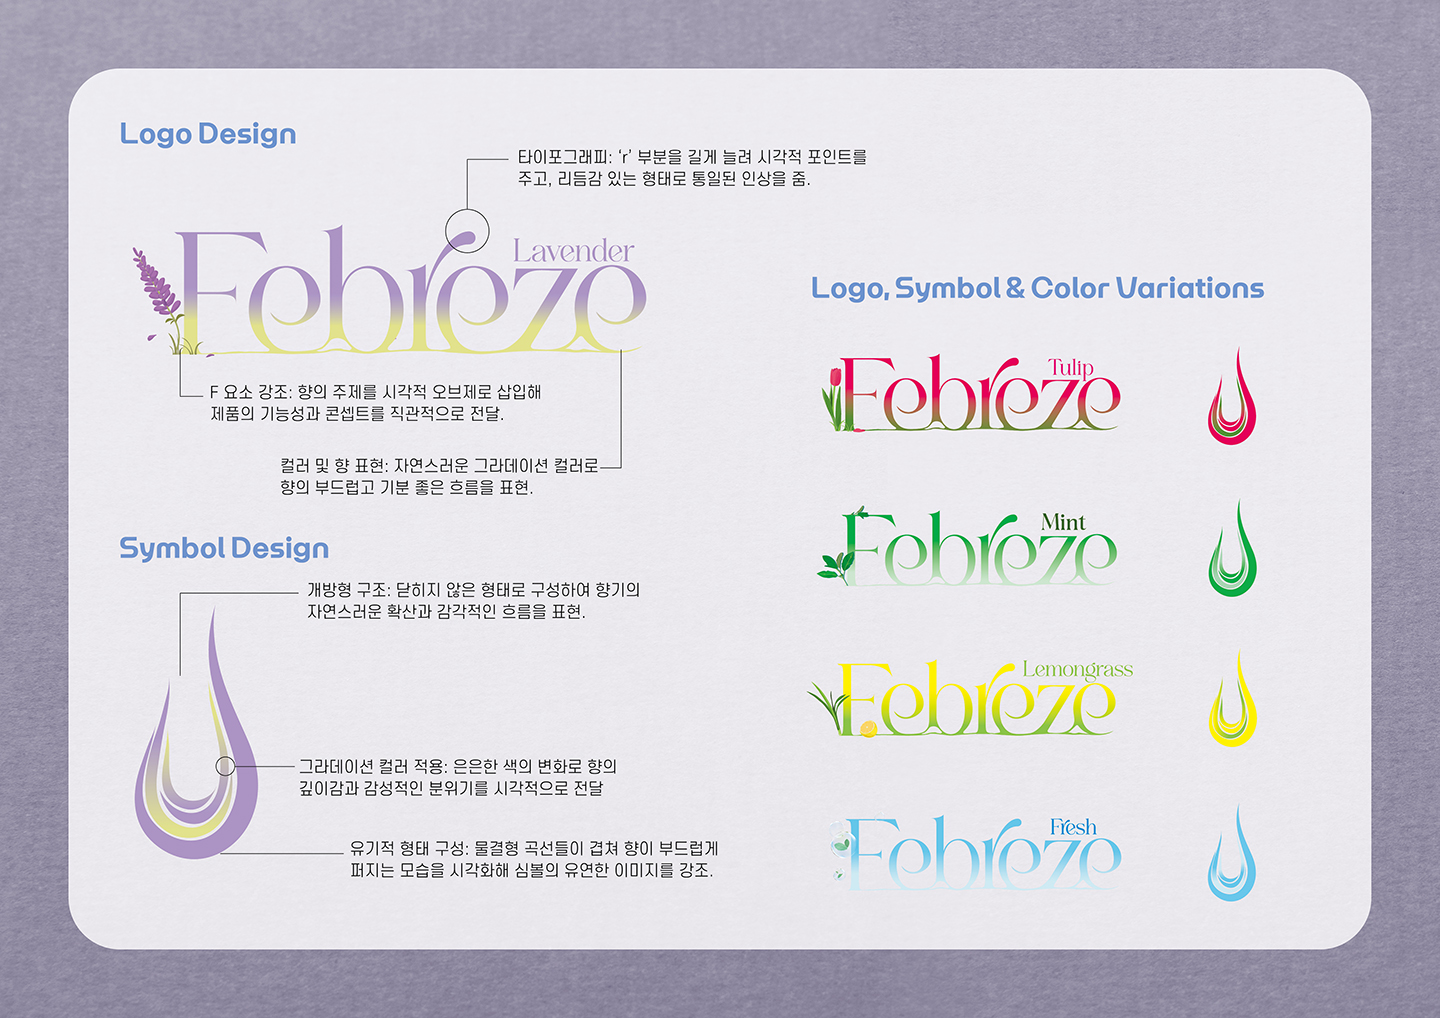 Logo Design
타이포그래피: ‘r’ 부분을 길게 늘려 시각적 포인트를
주고, 리듬감 있는 형태로 통일된 인상을 줌.
Febreze
Lavender
F 요소 강조: 향의 주제를 시각적 오브제로 삽입해
제품의 기능성과 콘셉트를 직관적으로 전달.
컬러 및 향 표현: 자연스러운 그라데이션 컬러로
향의 부드럽고 기분 좋은 흐름을 표현.
Symbol Design
개방형 구조: 닫히지 않은 형태로 구성하여 향기의
자연스러운 확산과 감각적인 흐름을 표현.
그라데이션 컬러 적용: 은은한 색의 변화로 향의
깊이감과 감성적인 분위기를 시각적으로 전달
유기적 형태 구성: 물결형 곡선들이 겹쳐 향이 부드럽게
퍼지는 모습을 시각화해 심볼의 유연한 이미지를 강조.
Logo, Symbol & Color Variations
Febreze
Tulip
Febreze
Mint
Febreze
Lemongrass
Febreze
Fresh